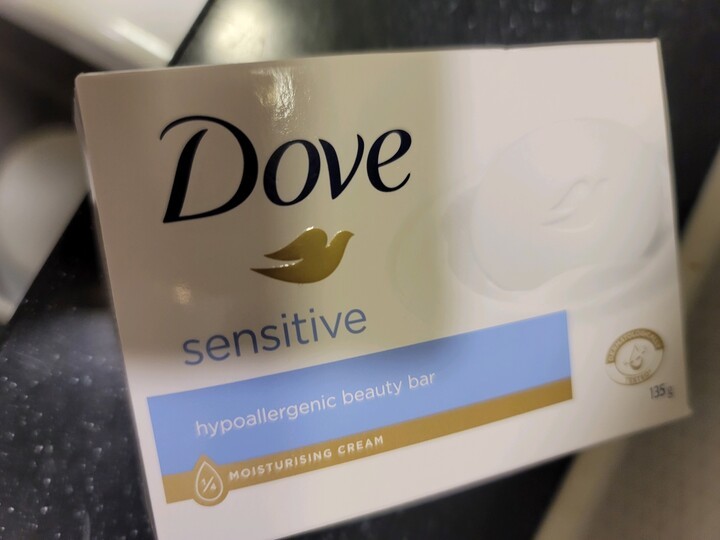 Dove
sensitive
hypoallergenic beauty bar
1/4 MOISTURISING CREAM
135g